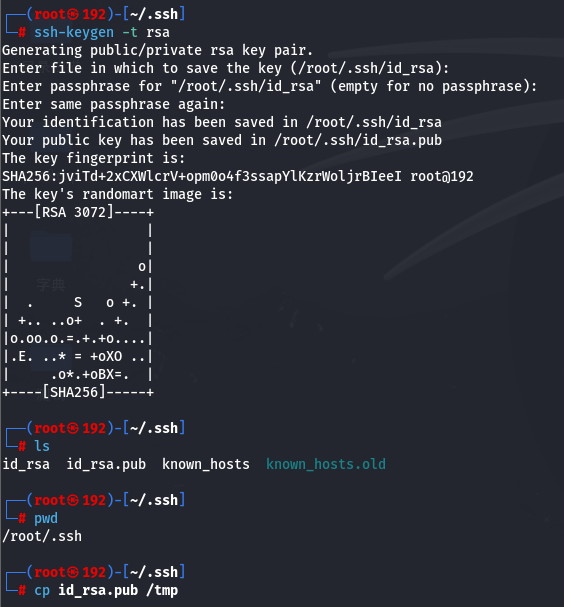 ┌──(root㉿192)-[~/.ssh]
└─# ssh-keygen -t rsa
Generating public/private rsa key pair.
Enter file in which to save the key (/root/.ssh/id_rsa):
Enter passphrase for "/root/.ssh/id_rsa" (empty for no passphrase):
Enter same passphrase again:
Your identification has been saved in /root/.ssh/id_rsa
Your public key has been saved in /root/.ssh/id_rsa.pub
The key fingerprint is:
SHA256:jviTd+2xCXWlcrV+opm0o4f3ssapYlKzrWoljrBIeeI root@192
The key's randomart image is:
+---[RSA 3072]----+
|                 |
|                 |
|                o|
|               +.|
|  .     S   o +. |
| +.. ..o+  . +.  |
|o.oo.o.=.+.+o....|
|.E. ..* = +oXO ..|
|     .o*.+oBX=.  |
+----[SHA256]-----+
┌──(root㉿192)-[~/.ssh]
└─# ls
id_rsa  id_rsa.pub  known_hosts  known_hosts.old
┌──(root㉿192)-[~/.ssh]
└─# pwd
/root/.ssh
┌──(root㉿192)-[~/.ssh]
└─# cp id_rsa.pub /tmp
字典